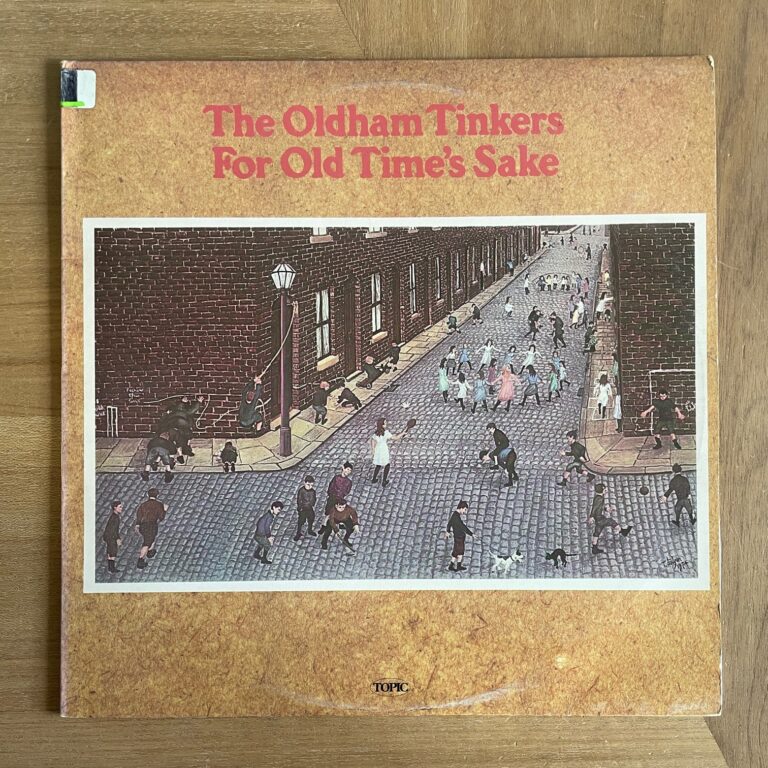 The Oldham Tinkers
For Old Time's Sake
TOPIC